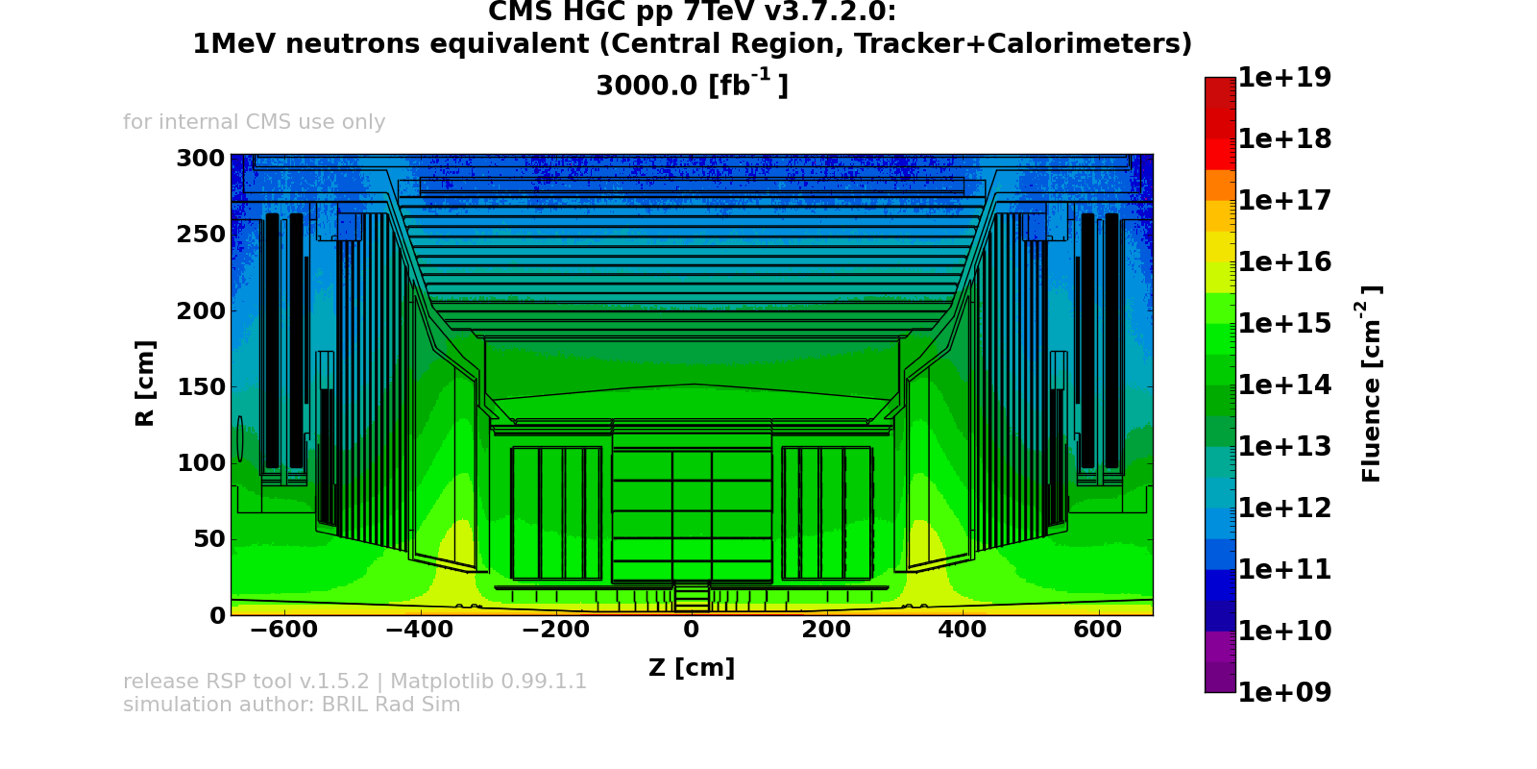 CMS HGC pp 7TeV v3.7.2.0:
1MeV neutrons equivalent (Central Region, Tracker+Calorimeters)
3000.0 [fb⁻¹ ]
for internal CMS use only
300
250
200
150
100
50
0
R [cm]
−600 −400 −200 0 200 400 600
Z [cm]
1e+19
1e+18
1e+17
1e+16
1e+15
1e+14
1e+13
1e+12
1e+11
1e+10
1e+09
Fluence [cm⁻² ]
release RSP tool v.1.5.2 | Matplotlib 0.99.1.1
simulation author: BRIL Rad Sim